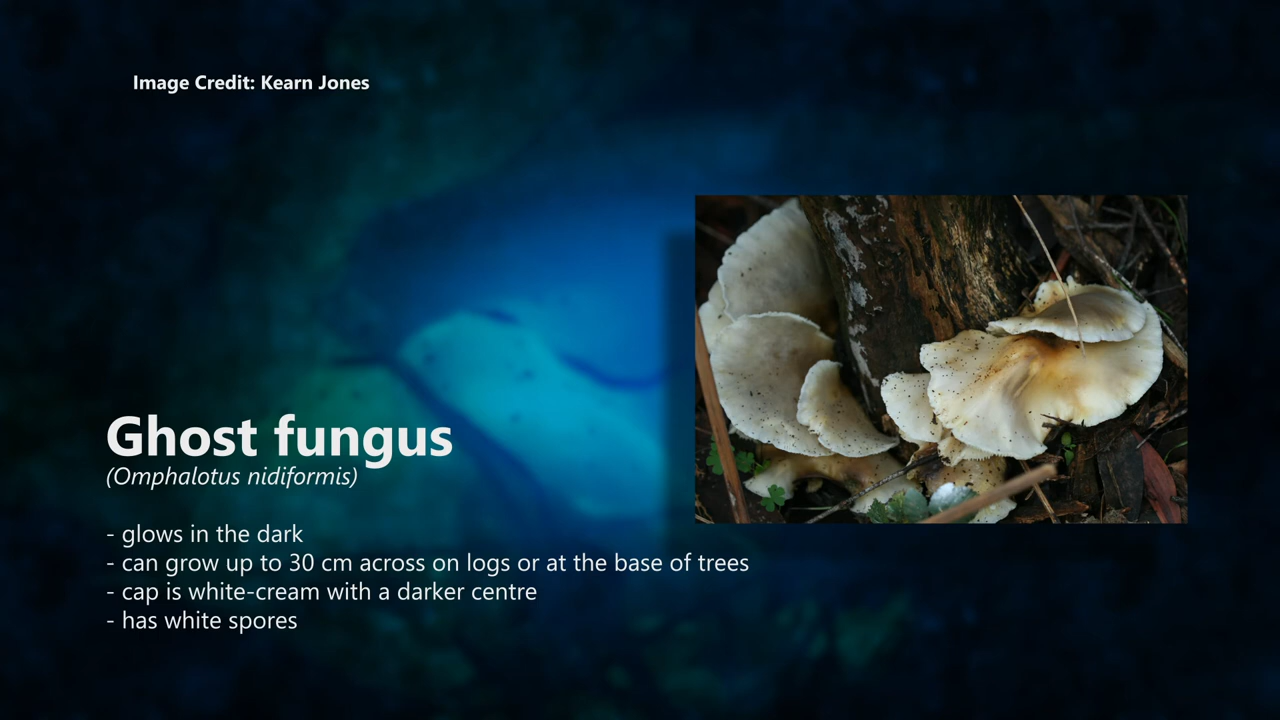 Image Credit: Kearn Jones
Ghost fungus
(Omphalotus nidiformis)
- glows in the dark
- can grow up to 30 cm across on logs or at the base of trees
- cap is white-cream with a darker centre
- has white spores